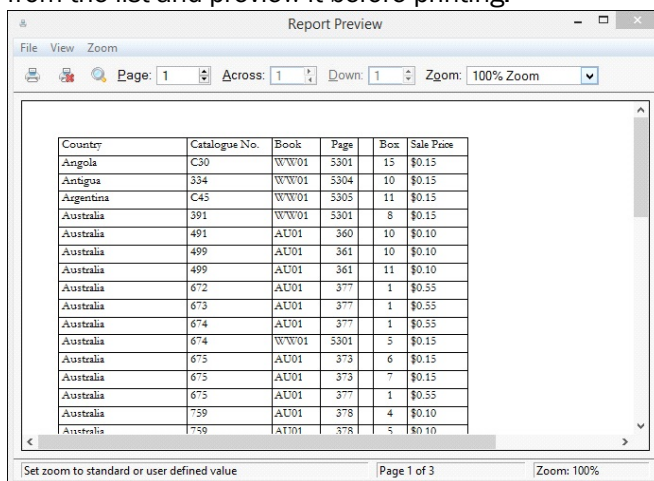 from the list and preview it before printing.
Report Preview
File View Zoom
Page: 1 Across: 1 Down: 1 Zoom: 100% Zoom
Country Catalogue No. Book Page Box Sale Price
Angola C30 WW01 5301 15 $0.15
Antigua 334 WW01 5304 10 $0.15
Argentina C45 WW01 5305 11 $0.15
Australia 391 WW01 5301 8 $0.15
Australia 491 AU01 360 10 $0.10
Australia 499 AU01 361 10 $0.10
Australia 499 AU01 361 11 $0.10
Australia 672 AU01 377 1 $0.55
Australia 673 AU01 377 1 $0.55
Australia 674 AU01 377 1 $0.55
Australia 674 WW01 5301 5 $0.15
Australia 675 AU01 373 6 $0.15
Australia 675 AU01 373 7 $0.15
Australia 675 AU01 377 1 $0.55
Australia 759 AU01 378 4 $0.10
Australia 759 AU01 378 5 $0.10
Set zoom to standard or user defined value Page 1 of 3 Zoom: 100%